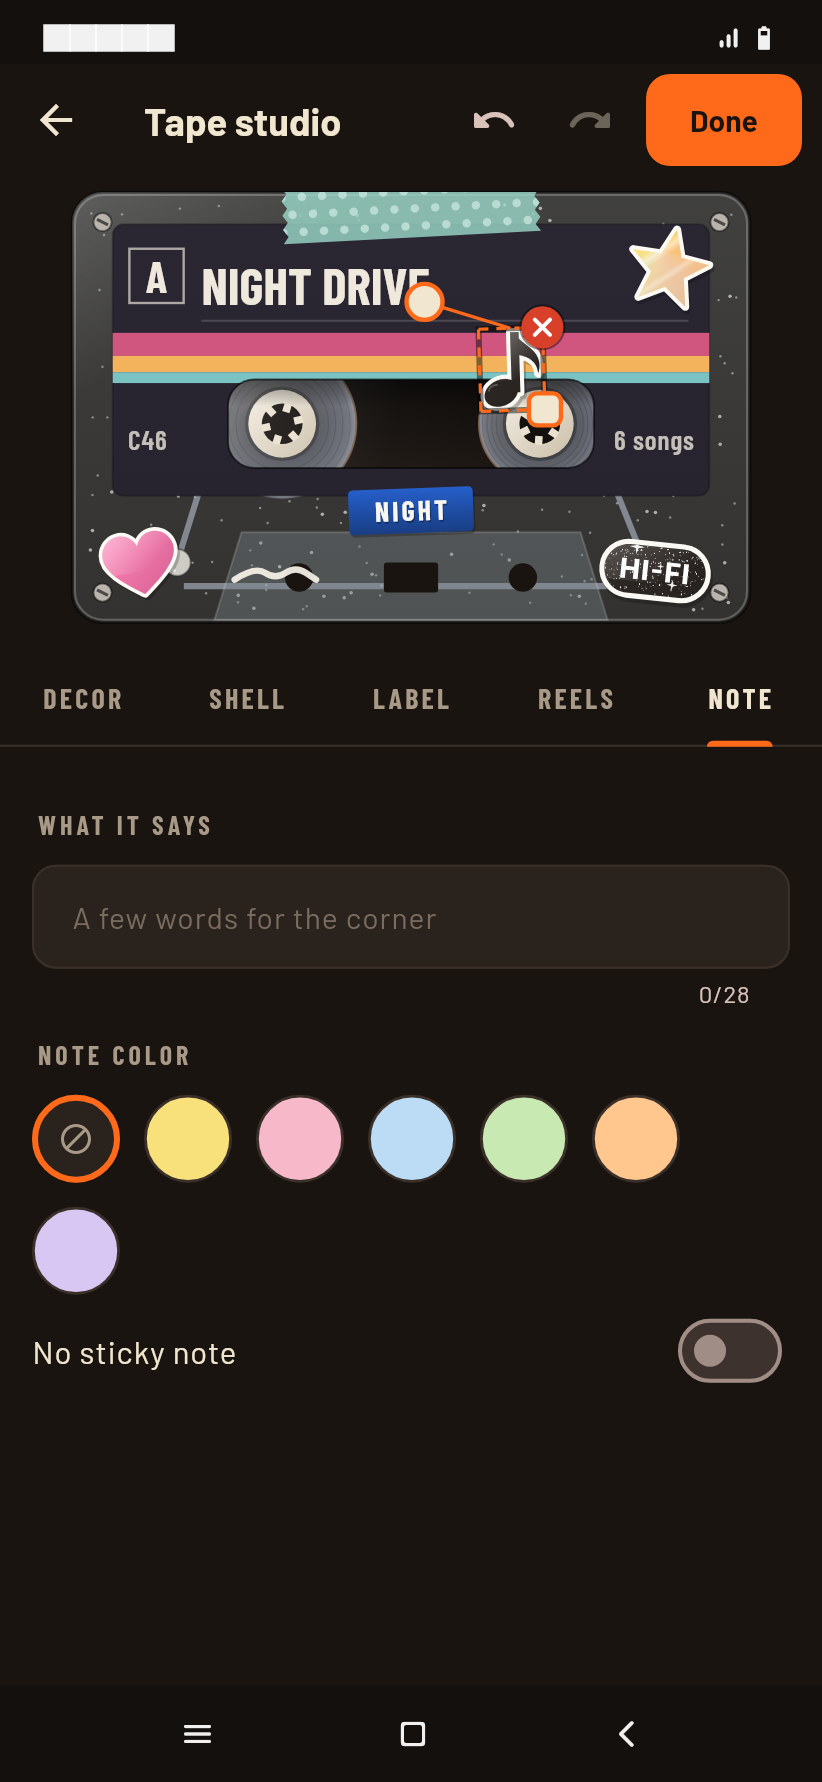 Tape studio
Done
A
NIGHT DRIVE
C46
6 songs
NIGHT
HI-FI
DECOR
SHELL
LABEL
REELS
NOTE
WHAT IT SAYS
A few words for the corner
0/28
NOTE COLOR
No sticky note